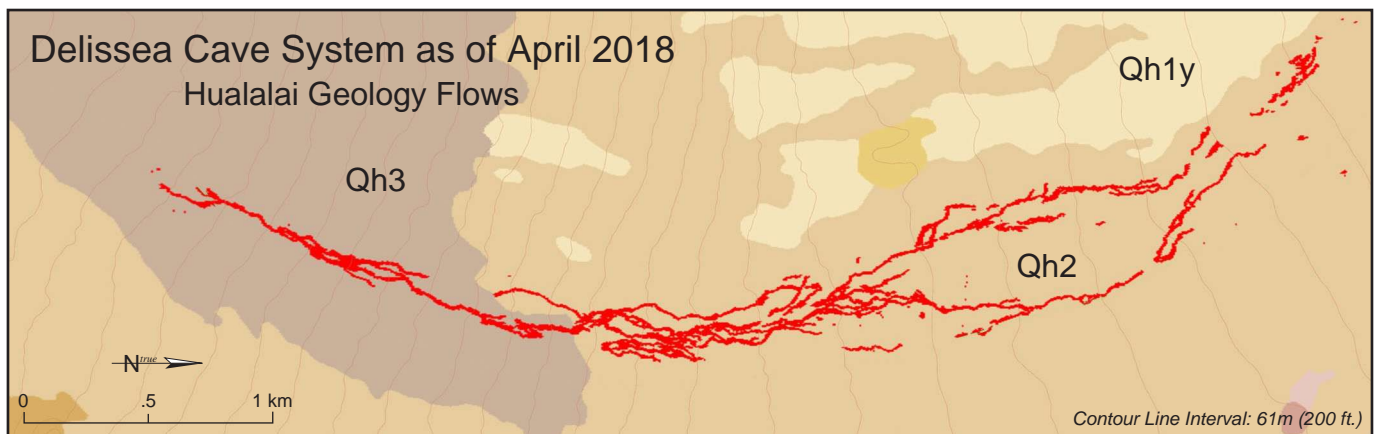 Delissea Cave System as of April 2018
Hualalai Geology Flows
Qh1y
Qh3
Qh2
N true
0 .5 1 km
Contour Line Interval: 61m (200 ft.)